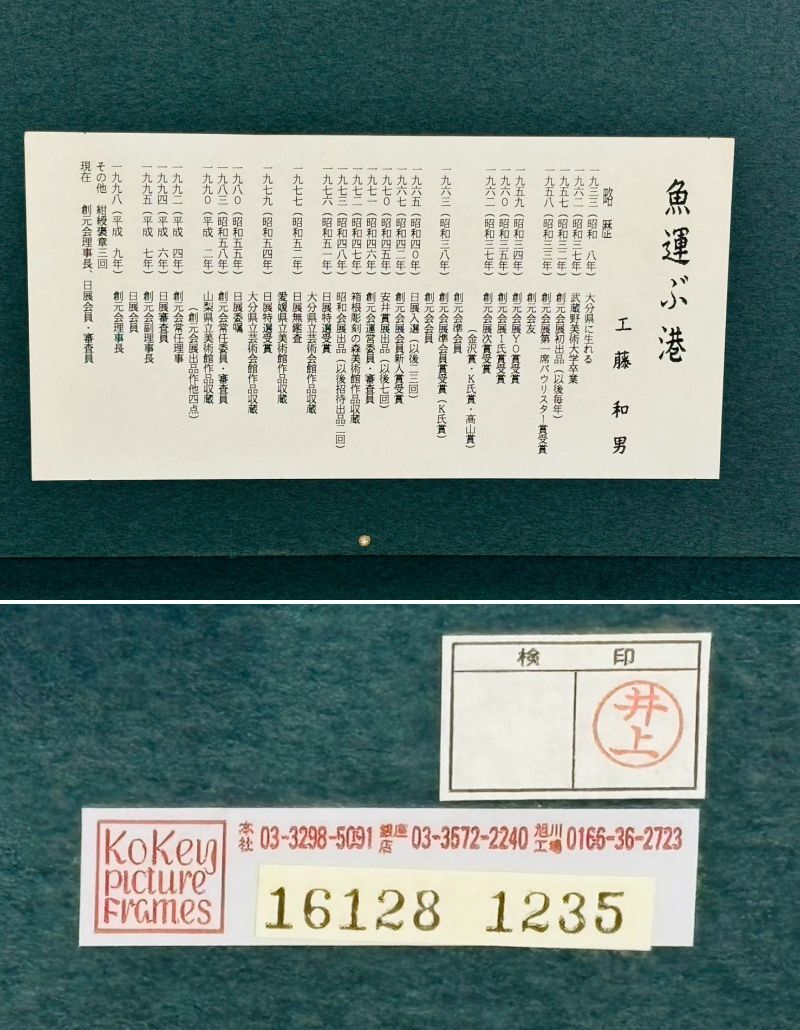 魚運ぶ港
工藤和男
略歴
一九三三(昭和 八年) 大分県に生れる
一九六二(昭和三七年) 武蔵野美術大学卒業
一九五七(昭和三二年) 創元会展初出品(以後毎年)
一九五八(昭和三三年) 創元会展第一席パウリスター賞受賞
創元会友
一九五九(昭和三四年) 創元会展YO賞受賞
一九六〇(昭和三五年) 創元会展I氏賞受賞
一九六二(昭和三七年) 創元会展次賞受賞
(金沢賞・K氏賞・高山賞)
創元会準会員
一九六三(昭和三八年) 創元会展準会員賞受賞(K氏賞)
創元会会員
一九六五(昭和四〇年) 日展入選(以後二三回)
一九六七(昭和四二年) 創元会展会員新人賞受賞
一九七〇(昭和四五年) 安井賞展出品(以後七回)
一九七一(昭和四六年) 創元会運営委員・審査員
一九七二(昭和四七年) 箱根彫刻の森美術館作品収蔵
一九七三(昭和四八年) 昭和会展出品(以後招待出品二回)
一九七六(昭和五一年) 日展特選受賞
大分県立芸術会館作品収蔵
一九七七(昭和五二年) 日展無鑑査
愛媛県立美術館作品収蔵
一九七九(昭和五四年) 日展特選受賞
大分県立芸術会館作品収蔵
一九八〇(昭和五五年) 日展委嘱
一九八三(昭和五八年) 創元会常任委員・審査員
一九九〇(平成 二年) 山梨県立美術館作品収蔵
(創元会展出品作他四点)
一九九二(平成 四年) 創元会常任理事
一九九四(平成 六年) 日展審査員
一九九五(平成 七年) 創元会副理事長
日展会員
一九九八(平成 九年) 創元会理事長
その他 紺綬褒章三回
現在 創元会理事長、日展会員・審査員
検 印
井上
KoKey
picture
Frames
本社 03-3298-5091 銀座店 03-3572-2240 旭川工場 0166-36-2723
16128 1235